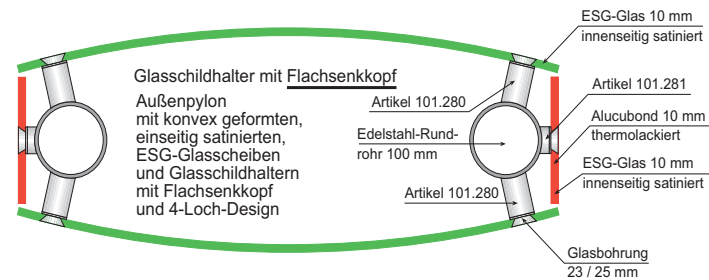 ESG-Glas 10 mm
innenseitig satiniert
Glasschildhalter mit Flachsenkkopf
Außenpylon
mit konvex geformten,
einseitig satinierten,
ESG-Glasscheiben
und Glasschildhaltern
mit Flachsenkkopf
und 4-Loch-Design
Artikel 101.280
Edelstahl-Rund-
rohr 100 mm
Artikel 101.280
Artikel 101.281
Alucubond 10 mm
thermolackiert
ESG-Glas 10 mm
innenseitig satiniert
Glasbohrung
23 / 25 mm